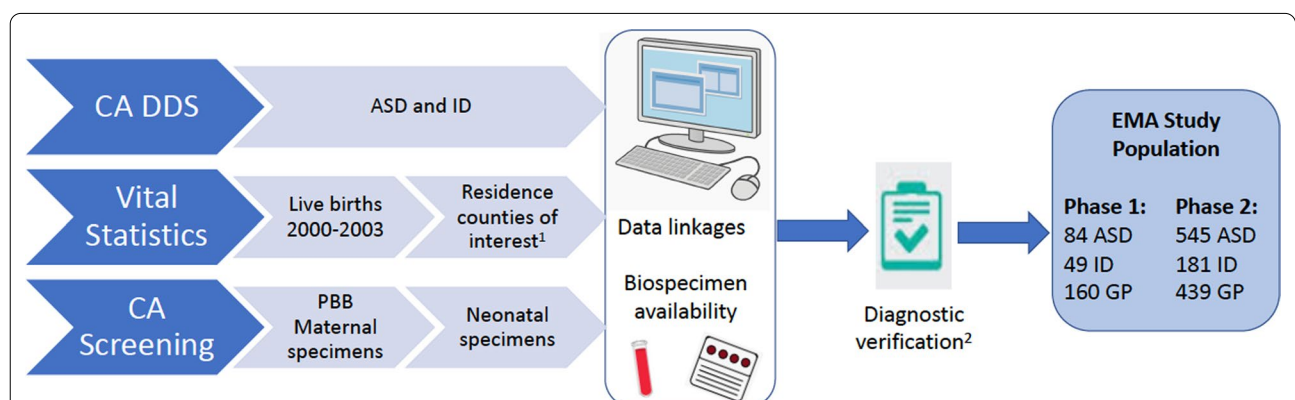 CA DDS
ASD and ID
Vital
Statistics
Live births
2000-2003
Residence
counties of
interest¹
CA
Screening
PBB
Maternal
specimens
Neonatal
specimens
Data linkages
Biospecimen
availability
Diagnostic
verification²
EMA Study
Population
Phase 1:
84 ASD
49 ID
160 GP
Phase 2:
545 ASD
181 ID
439 GP